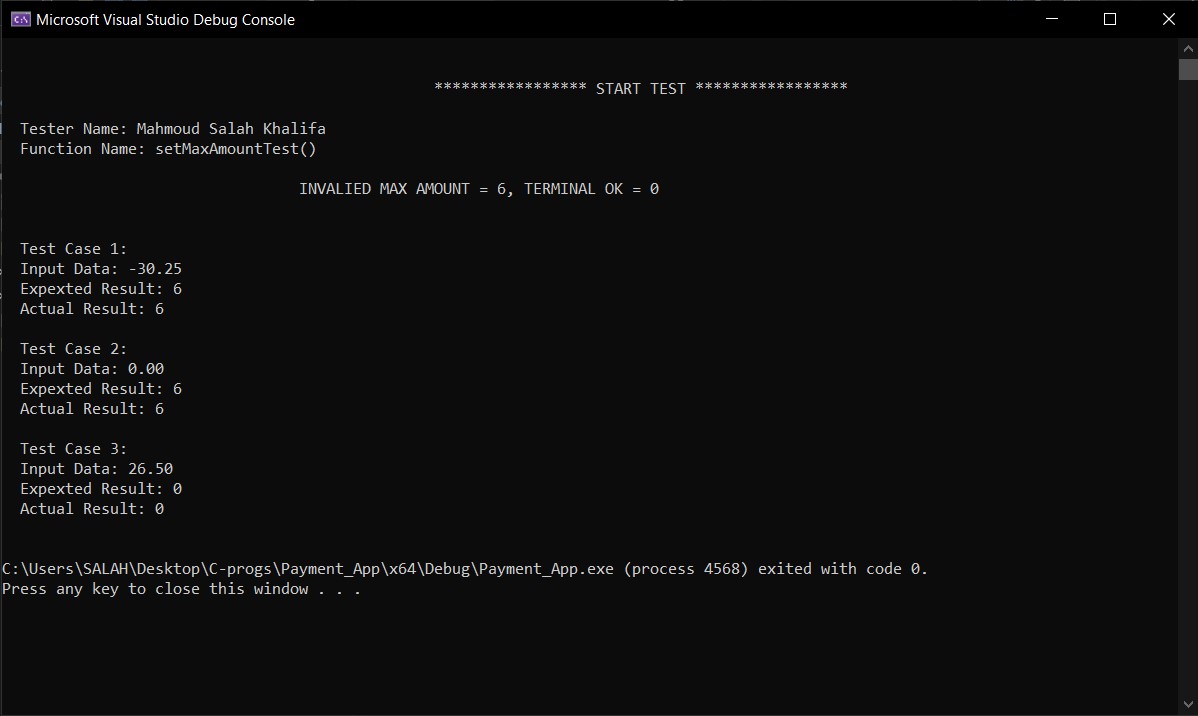 Microsoft Visual Studio Debug Console
***************** START TEST *****************
Tester Name: Mahmoud Salah Khalifa
Function Name: setMaxAmountTest()
INVALIED MAX AMOUNT = 6, TERMINAL OK = 0
Test Case 1:
Input Data: -30.25
Expexted Result: 6
Actual Result: 6
Test Case 2:
Input Data: 0.00
Expexted Result: 6
Actual Result: 6
Test Case 3:
Input Data: 26.50
Expexted Result: 0
Actual Result: 0
C:\Users\SALAH\Desktop\C-progs\Payment_App\x64\Debug\Payment_App.exe (process 4568) exited with code 0.
Press any key to close this window . . .